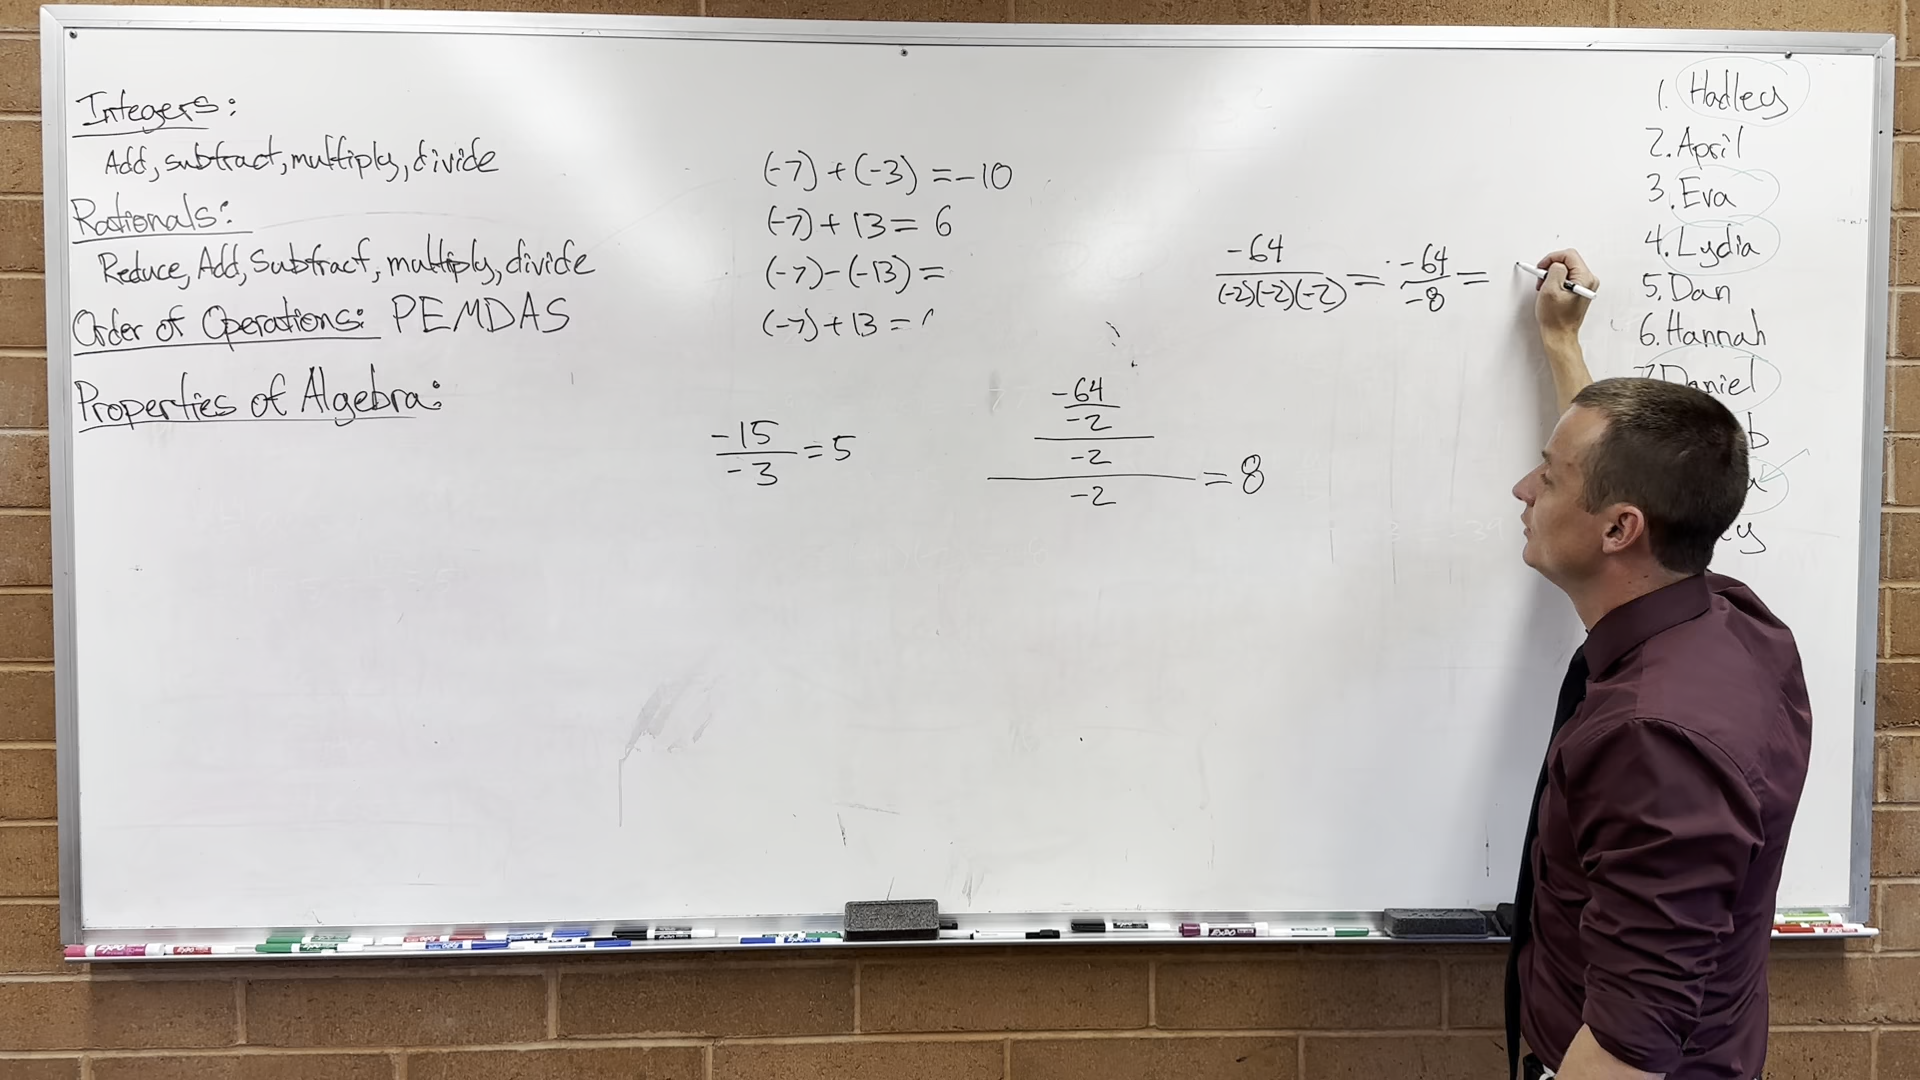 Integers:
Add, subtract, multiply, divide
Rationals:
Reduce, Add, Subtract, multiply, divide
Order of Operations: PEMDAS
Properties of Algebra:
(-7) + (-3) = -10
(-7) + 13 = 6
(-7) - (-13) =
(-7) + 13 =
-15
-3
= 5
-64
-2
-2
-2
= 8
-64
(-2)(-2)(-2)
=
-64
-8
=
1. Hadley
2. April
3. Eva
4. Lydia
5. Dan
6. Hannah
Daniel